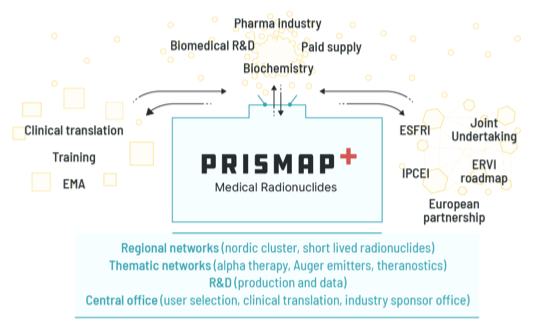 Pharma Industry
Biomedical R&D
Paid supply
Biochemistry
Clinical translation
Training
EMA
PRISMAP+
Medical Radionuclides
ESFRI
Joint
Undertaking
IPCEI
ERVI
roadmap
European
partnership
Regional networks (nordic cluster, short lived radionuclides)
Thematic networks (alpha therapy, Auger emitters, theranostics)
R&D (production and data)
Central office (user selection, clinical translation, industry sponsor office)